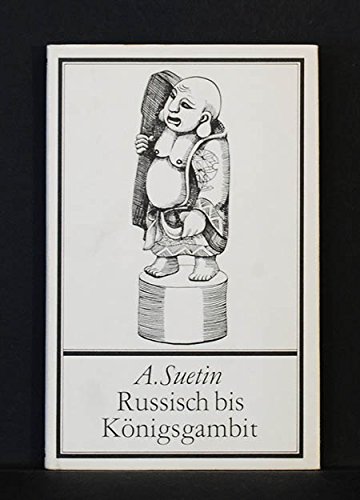 A. Suetin
Russisch bis
Königsgambit